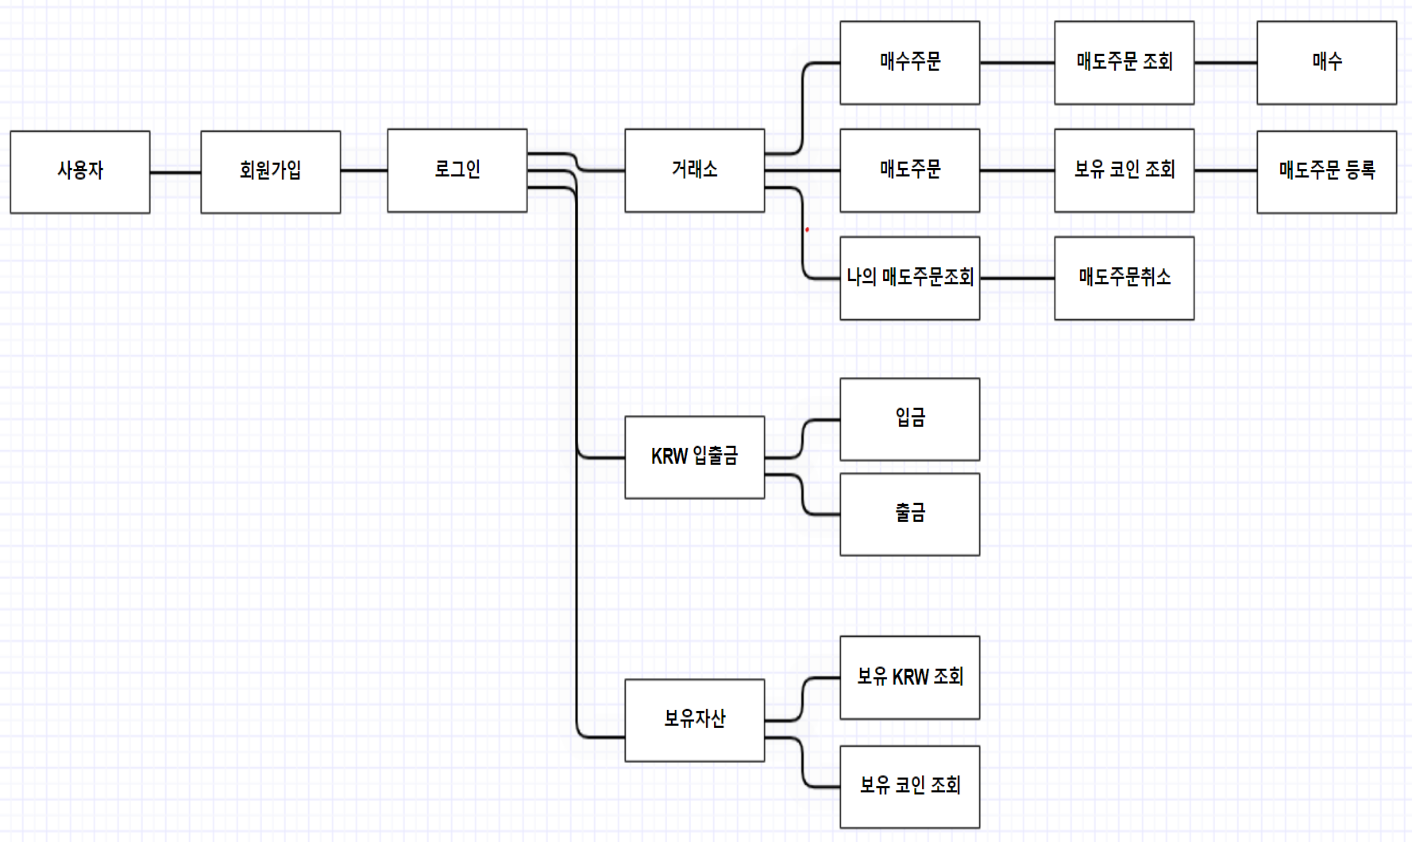 사용자
회원가입
로그인
거래소
매수주문
매도주문 조회
매수
매도주문
보유 코인 조회
매도주문 등록
나의 매도주문조회
매도주문취소
KRW 입출금
입금
출금
보유자산
보유 KRW 조회
보유 코인 조회